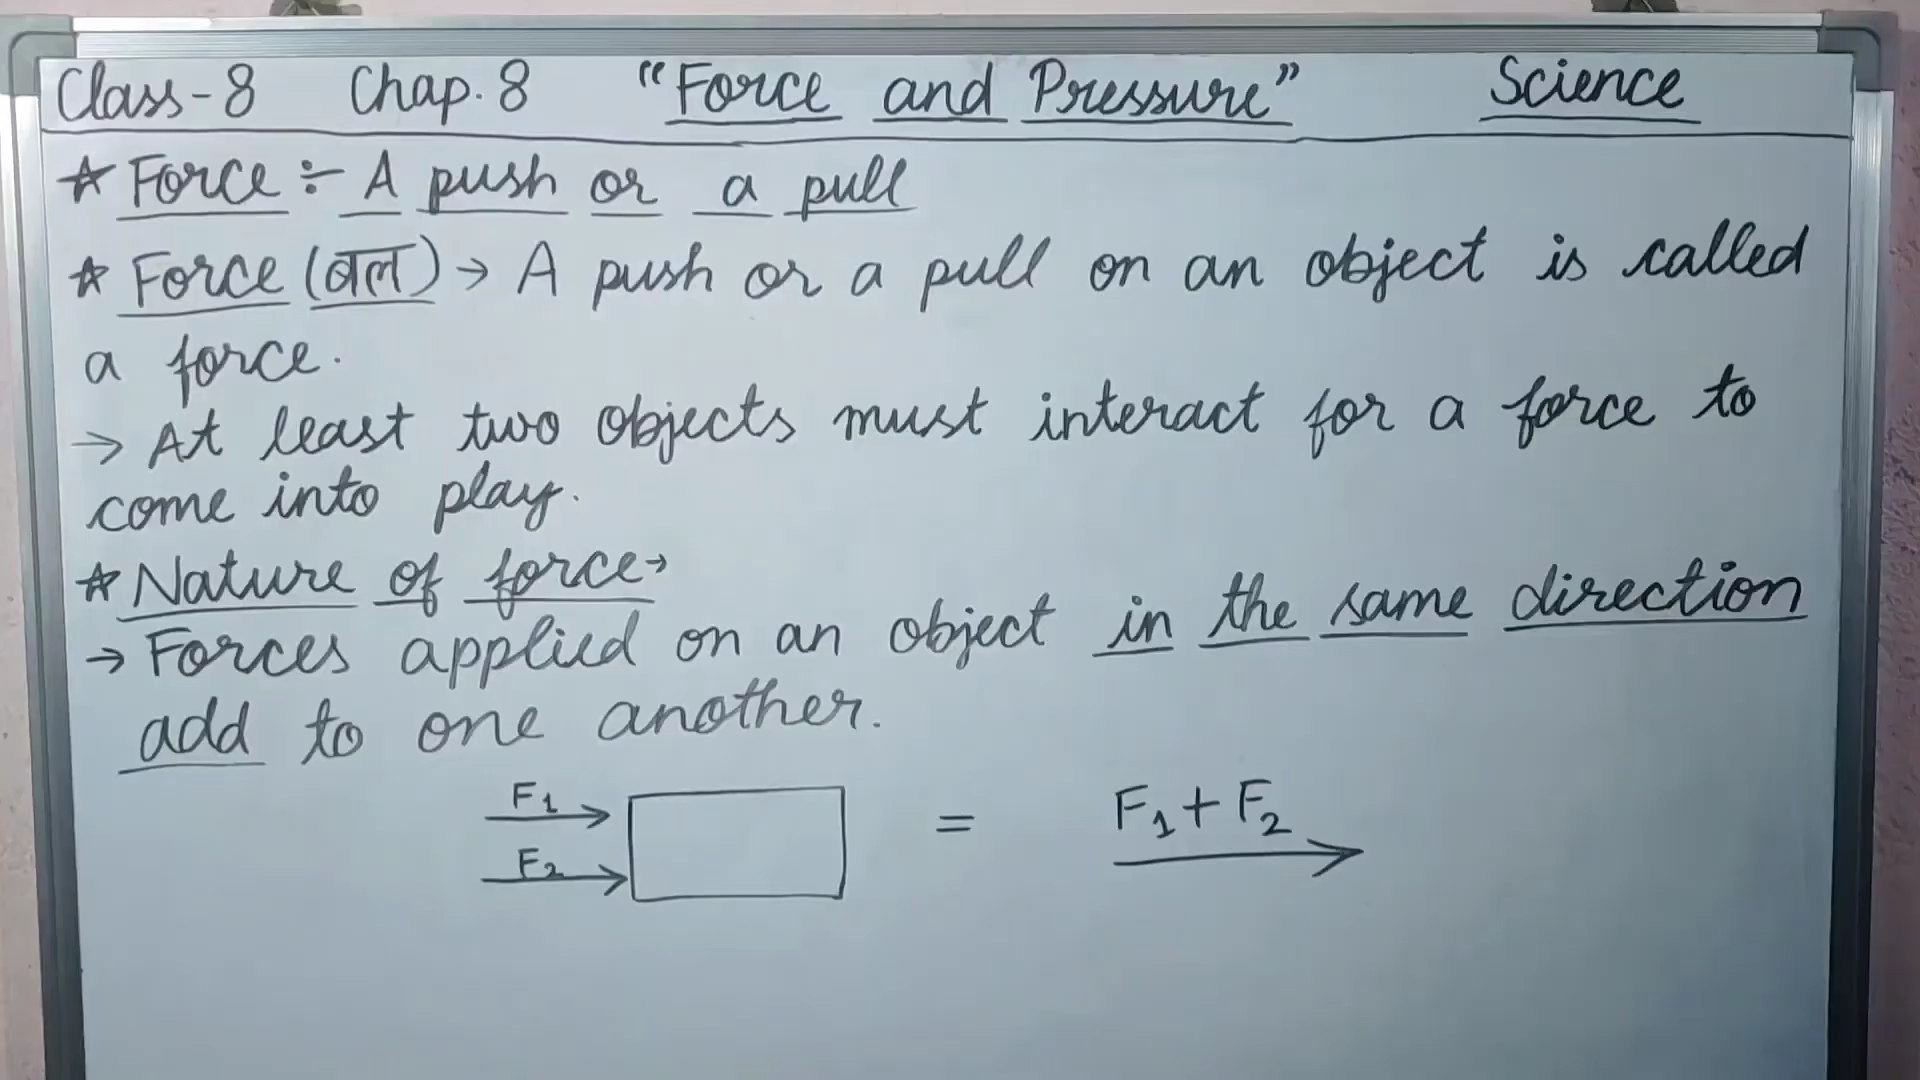 Class-8 Chap. 8 "Force and Pressure" Science
☆ Force :- A push or a pull
☆ Force (बल) → A push or a pull on an object is called
a force.
→ At least two objects must interact for a force to
come into play.
☆ Nature of force→
→ Forces applied on an object in the same direction
add to one another.
F₁
F₂
= F₁ + F₂